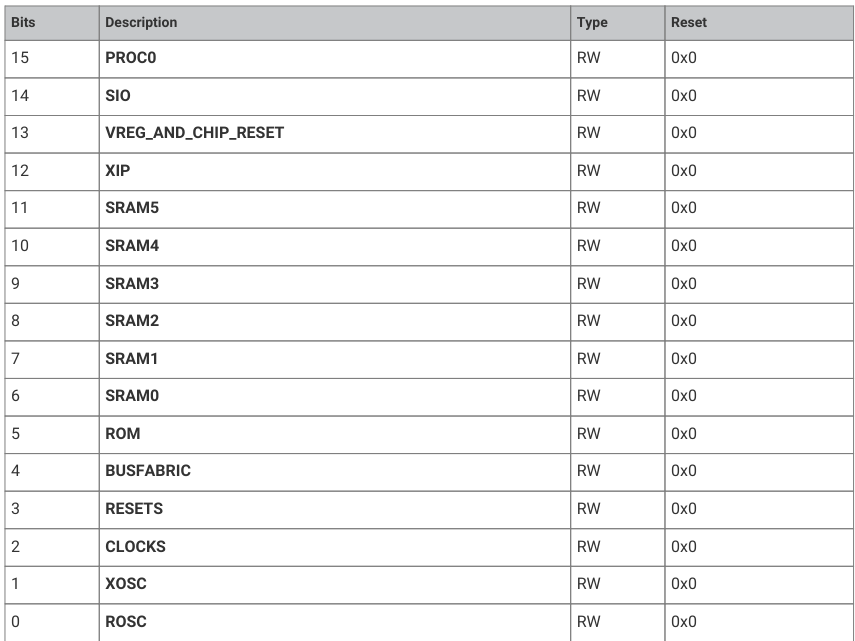 Bits Description Type Reset
15 PROC0 RW 0x0
14 SIO RW 0x0
13 VREG_AND_CHIP_RESET RW 0x0
12 XIP RW 0x0
11 SRAM5 RW 0x0
10 SRAM4 RW 0x0
9 SRAM3 RW 0x0
8 SRAM2 RW 0x0
7 SRAM1 RW 0x0
6 SRAM0 RW 0x0
5 ROM RW 0x0
4 BUSFABRIC RW 0x0
3 RESETS RW 0x0
2 CLOCKS RW 0x0
1 XOSC RW 0x0
0 ROSC RW 0x0